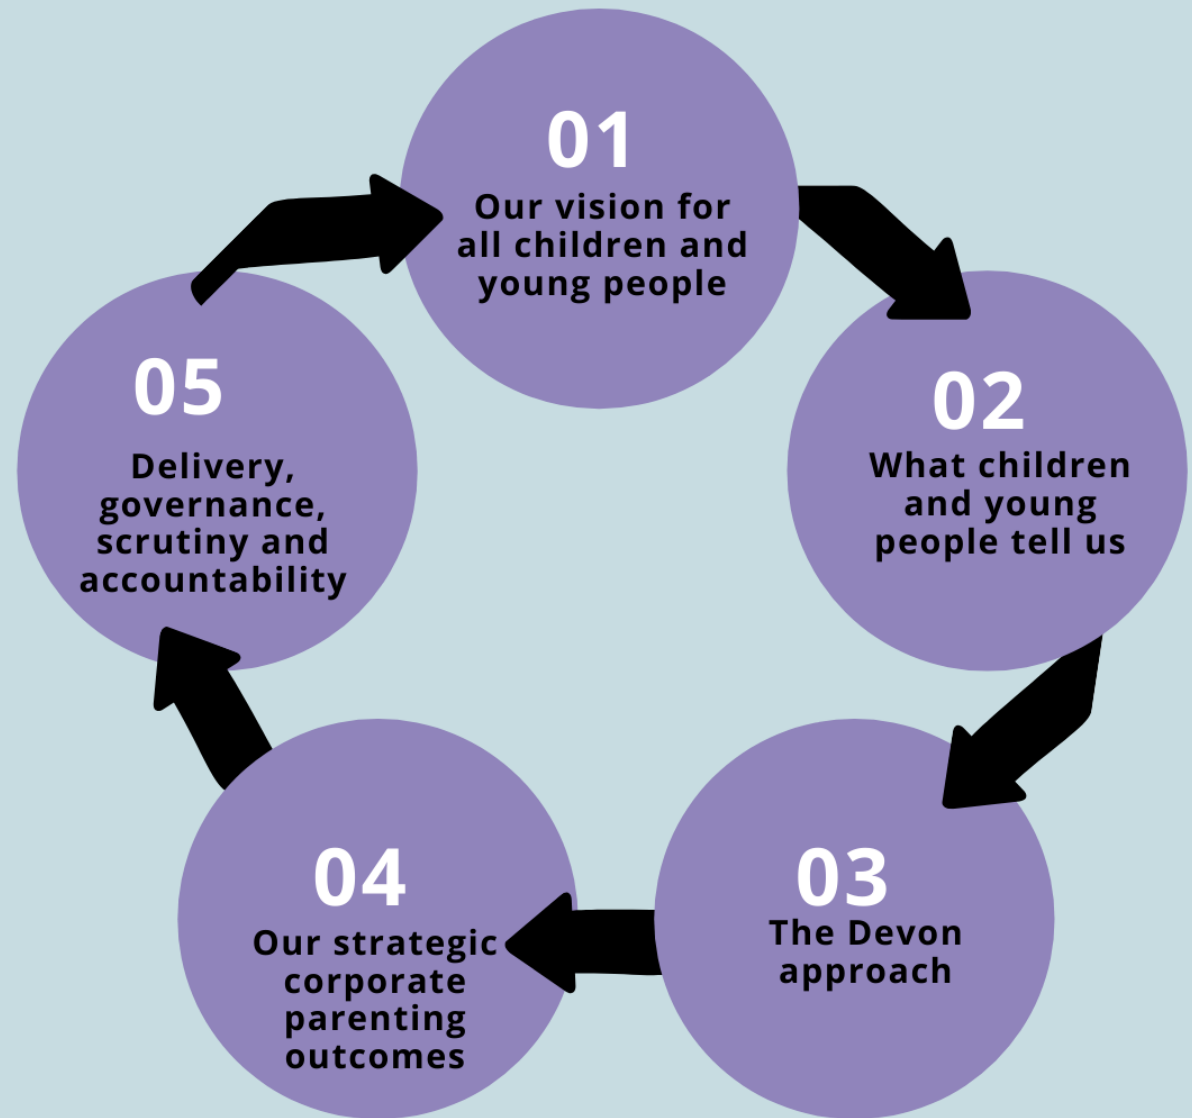 01
Our vision for
all children and
young people
02
What children
and young
people tell us
03
The Devon
approach
04
Our strategic
corporate
parenting
outcomes
05
Delivery,
governance,
scrutiny and
accountability